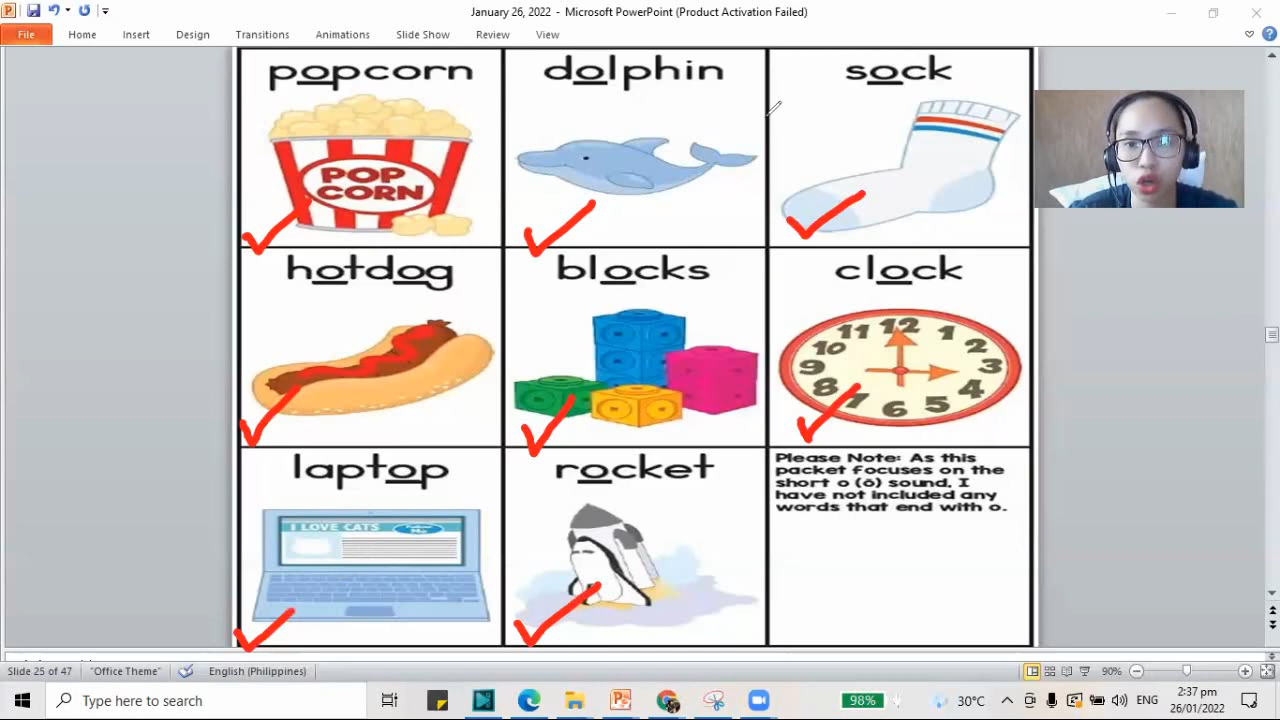 January 26, 2022 - Microsoft PowerPoint (Product Activation Failed)
File Home Insert Design Transitions Animations Slide Show Review View
popcorn dolphin sock
POP
CORN
hotdog blocks clock
12
11 1
10 2
9 3
8 4
7 5
6
laptop rocket
I LOVE CATS
Please Note: As this
packet focuses on the
short o (ŏ) sound, I
have not included any
words that end with o.
Slide 25 of 47 "Office Theme" English (Philippines) 90%
Type here to search 98% 30°C ENG 2:37 pm
26/01/2022